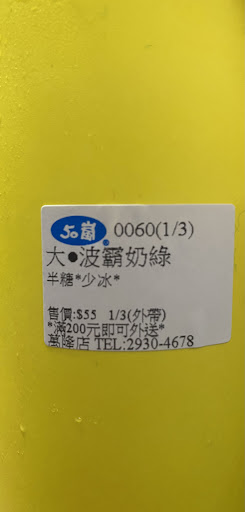 50嵐 0060(1/3)
大●波霸奶綠
半糖*少冰*
售價:$55 1/3(外帶)
*滿200元即可外送*
萬隆店 TEL:2930-4678